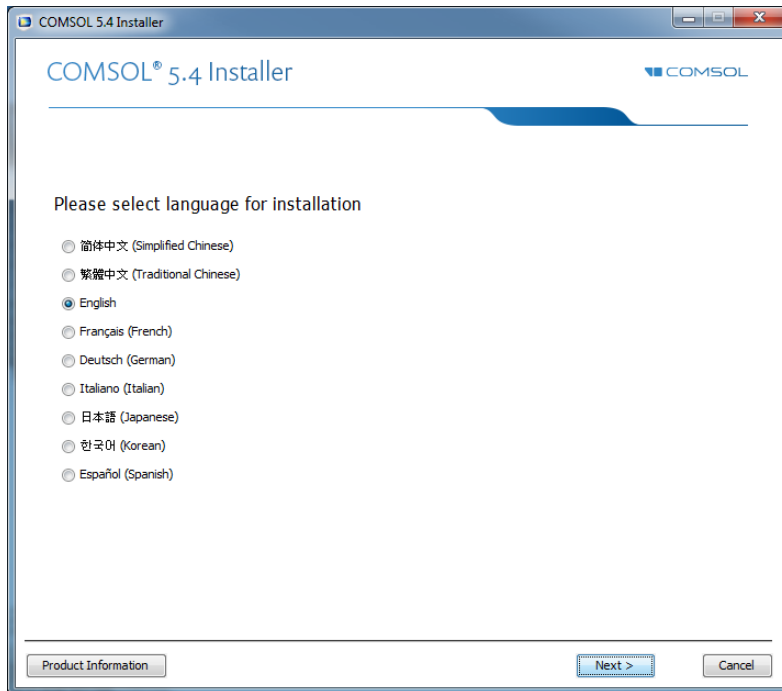 COMSOL 5.4 Installer
COMSOL® 5.4 Installer
COMSOL
Please select language for installation
简体中文 (Simplified Chinese)
繁體中文 (Traditional Chinese)
English
Français (French)
Deutsch (German)
Italiano (Italian)
日本語 (Japanese)
한국어 (Korean)
Español (Spanish)
Product Information
Next >
Cancel